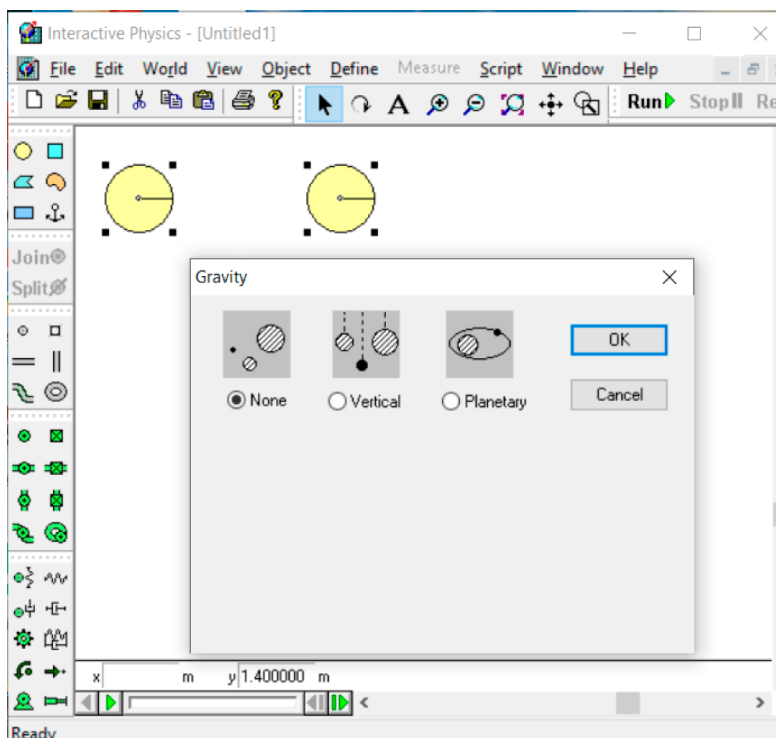 Interactive Physics - [Untitled1]
File Edit World View Object Define Measure Script Window Help
A Run Stop Re
Join
Split
Gravity
OK
Cancel
None Vertical Planetary
x m y 1.400000 m
Ready